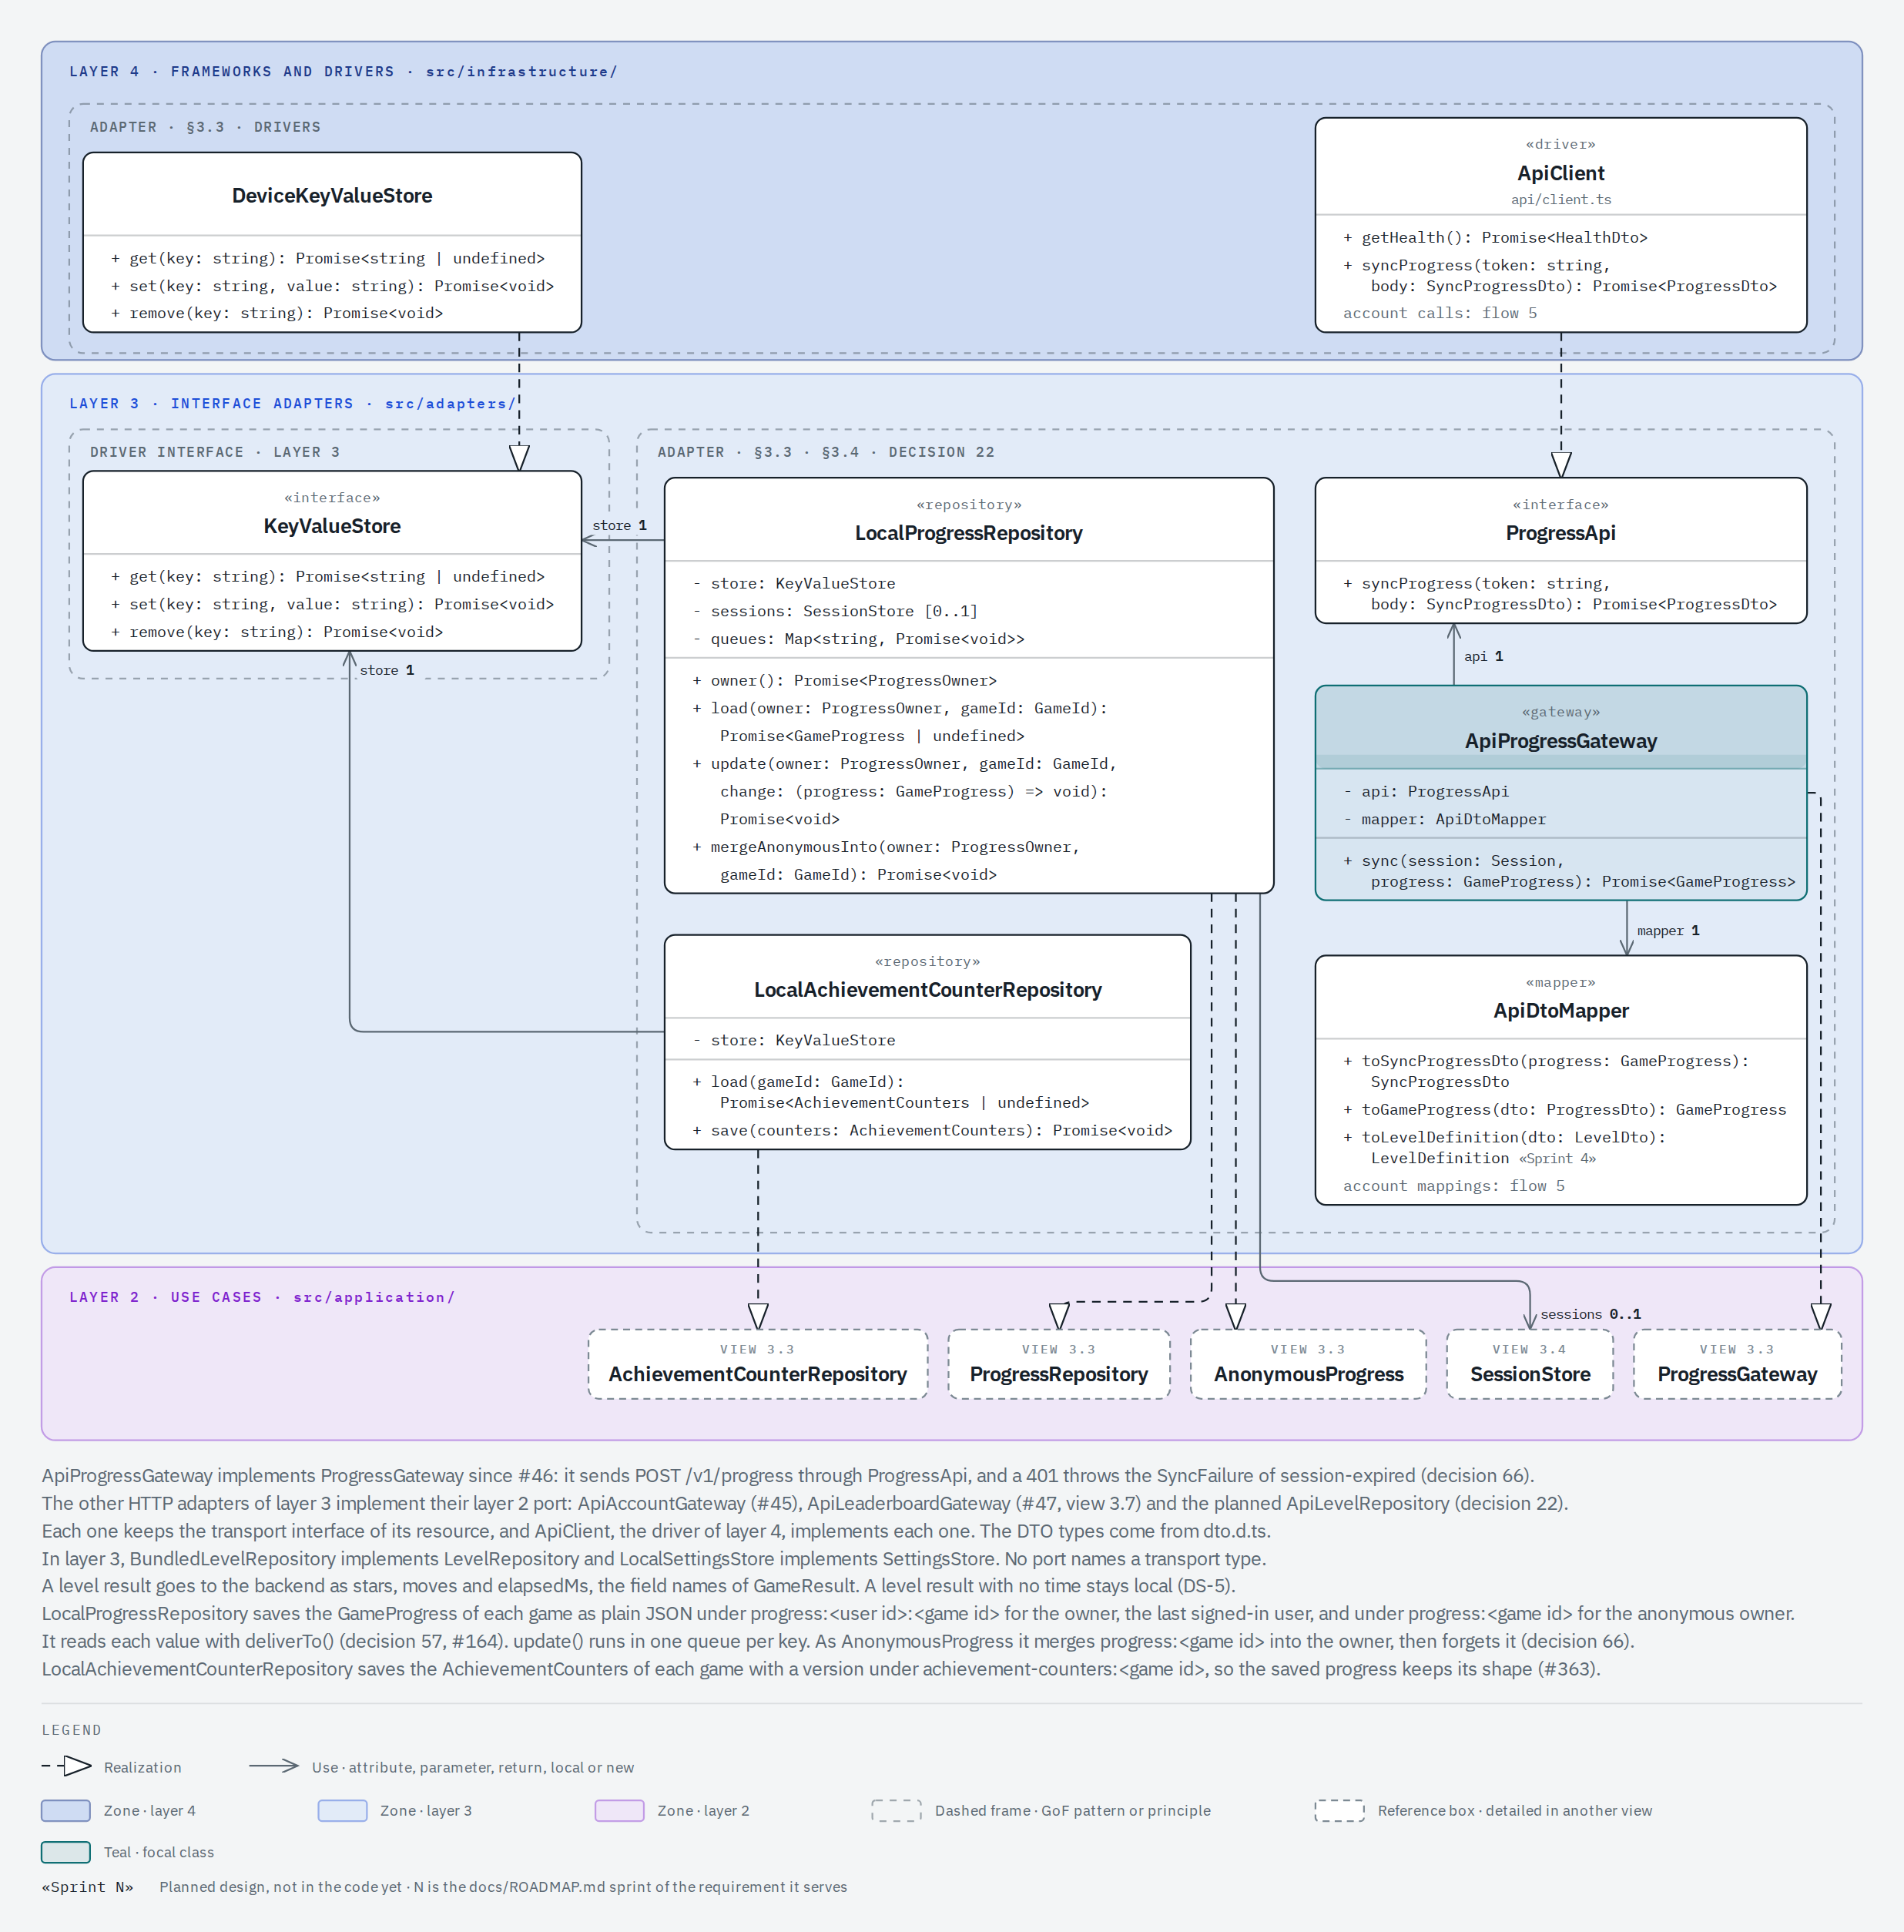 LAYER 4 · FRAMEWORKS AND DRIVERS · src/infrastructure/
ADAPTER · §3.3 · DRIVERS
DeviceKeyValueStore
+ get(key: string): Promise<string | undefined>
+ set(key: string, value: string): Promise<void>
+ remove(key: string): Promise<void>
«driver»
ApiClient
api/client.ts
+ getHealth(): Promise<HealthDto>
+ syncProgress(token: string,
body: SyncProgressDto): Promise<ProgressDto>
account calls: flow 5
LAYER 3 · INTERFACE ADAPTERS · src/adapters/
DRIVER INTERFACE · LAYER 3
«interface»
KeyValueStore
+ get(key: string): Promise<string | undefined>
+ set(key: string, value: string): Promise<void>
+ remove(key: string): Promise<void>
store 1
store 1
ADAPTER · §3.3 · §3.4 · DECISION 22
«repository»
LocalProgressRepository
- store: KeyValueStore
- sessions: SessionStore [0..1]
- queues: Map<string, Promise<void>>
+ owner(): Promise<ProgressOwner>
+ load(owner: ProgressOwner, gameId: GameId):
Promise<GameProgress | undefined>
+ update(owner: ProgressOwner, gameId: GameId,
change: (progress: GameProgress) => void):
Promise<void>
+ mergeAnonymousInto(owner: ProgressOwner,
gameId: GameId): Promise<void>
«interface»
ProgressApi
+ syncProgress(token: string,
body: SyncProgressDto): Promise<ProgressDto>
api 1
«gateway»
ApiProgressGateway
- api: ProgressApi
- mapper: ApiDtoMapper
+ sync(session: Session,
progress: GameProgress): Promise<GameProgress>
mapper 1
«repository»
LocalAchievementCounterRepository
- store: KeyValueStore
+ load(gameId: GameId):
Promise<AchievementCounters | undefined>
+ save(counters: AchievementCounters): Promise<void>
«mapper»
ApiDtoMapper
+ toSyncProgressDto(progress: GameProgress):
SyncProgressDto
+ toGameProgress(dto: ProgressDto): GameProgress
+ toLevelDefinition(dto: LevelDto):
LevelDefinition «Sprint 4»
account mappings: flow 5
LAYER 2 · USE CASES · src/application/
sessions 0..1
VIEW 3.3
AchievementCounterRepository
VIEW 3.3
ProgressRepository
VIEW 3.3
AnonymousProgress
VIEW 3.4
SessionStore
VIEW 3.3
ProgressGateway
ApiProgressGateway implements ProgressGateway since #46: it sends POST /v1/progress through ProgressApi, and a 401 throws the SyncFailure of session-expired (decision 66).
The other HTTP adapters of layer 3 implement their layer 2 port: ApiAccountGateway (#45), ApiLeaderboardGateway (#47, view 3.7) and the planned ApiLevelRepository (decision 22).
Each one keeps the transport interface of its resource, and ApiClient, the driver of layer 4, implements each one. The DTO types come from dto.d.ts.
In layer 3, BundledLevelRepository implements LevelRepository and LocalSettingsStore implements SettingsStore. No port names a transport type.
A level result goes to the backend as stars, moves and elapsedMs, the field names of GameResult. A level result with no time stays local (DS-5).
LocalProgressRepository saves the GameProgress of each game as plain JSON under progress:<user id>:<game id> for the owner, the last signed-in user, and under progress:<game id> for the anonymous owner.
It reads each value with deliverTo() (decision 57, #164). update() runs in one queue per key. As AnonymousProgress it merges progress:<game id> into the owner, then forgets it (decision 66).
LocalAchievementCounterRepository saves the AchievementCounters of each game with a version under achievement-counters:<game id>, so the saved progress keeps its shape (#363).
LEGEND
Realization
Use · attribute, parameter, return, local or new
Zone · layer 4
Zone · layer 3
Zone · layer 2
Dashed frame · GoF pattern or principle
Reference box · detailed in another view
Teal · focal class
«Sprint N» Planned design, not in the code yet · N is the docs/ROADMAP.md sprint of the requirement it serves